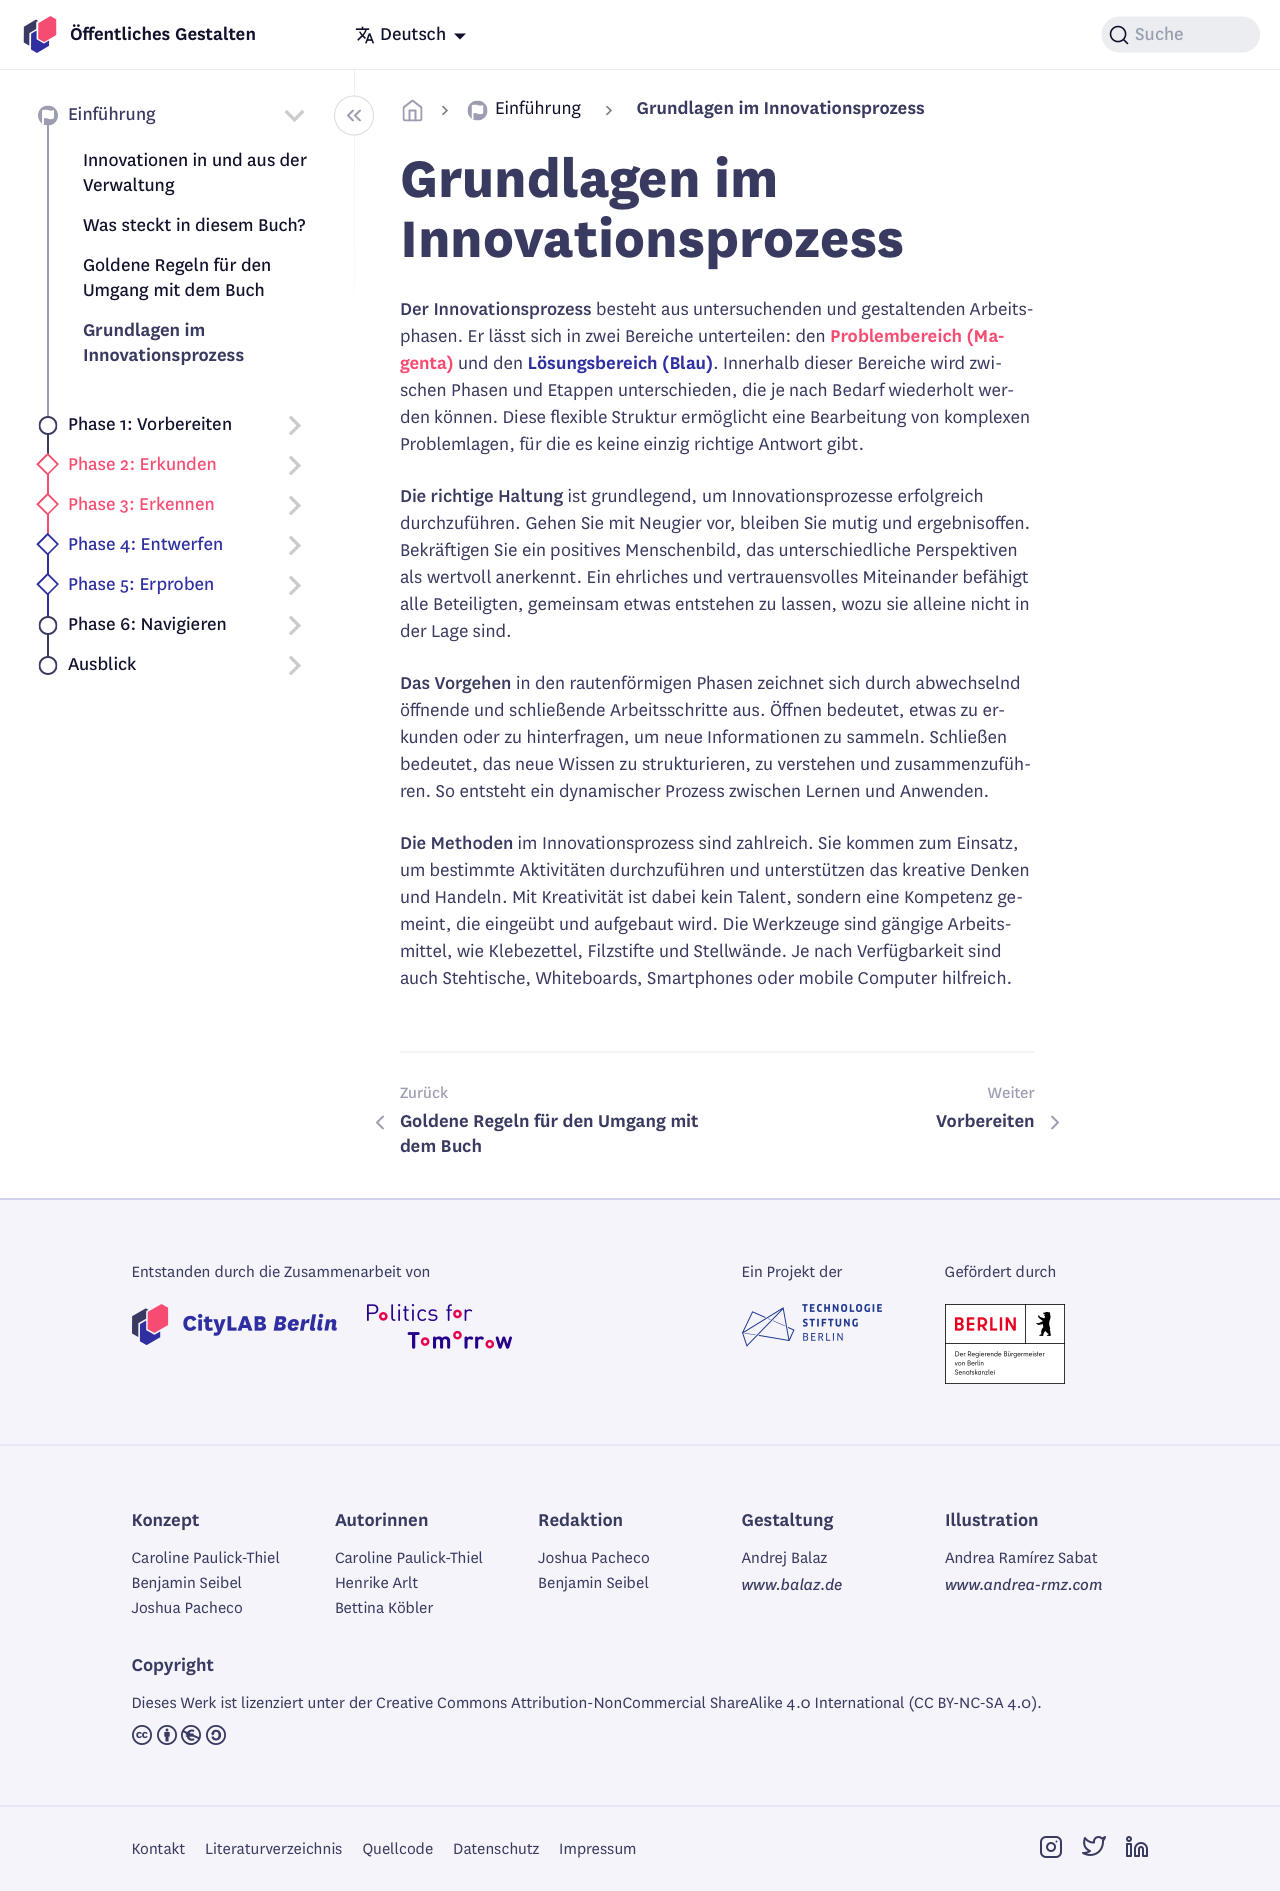 Öffentliches Gestalten
Deutsch
Suche
Einführung
Innovationen in und aus der
Verwaltung
Was steckt in diesem Buch?
Goldene Regeln für den
Umgang mit dem Buch
Grundlagen im
Innovationsprozess
Phase 1: Vorbereiten
Phase 2: Erkunden
Phase 3: Erkennen
Phase 4: Entwerfen
Phase 5: Erproben
Phase 6: Navigieren
Ausblick
Einführung
Grundlagen im Innovationsprozess
Grundlagen im
Innovationsprozess
Der Innovationsprozess besteht aus untersuchenden und gestaltenden Arbeits-
phasen. Er lässt sich in zwei Bereiche unterteilen: den Problembereich (Ma-
genta) und den Lösungsbereich (Blau). Innerhalb dieser Bereiche wird zwi-
schen Phasen und Etappen unterschieden, die je nach Bedarf wiederholt wer-
den können. Diese flexible Struktur ermöglicht eine Bearbeitung von komplexen
Problemlagen, für die es keine einzig richtige Antwort gibt.
Die richtige Haltung ist grundlegend, um Innovationsprozesse erfolgreich
durchzuführen. Gehen Sie mit Neugier vor, bleiben Sie mutig und ergebnisoffen.
Bekräftigen Sie ein positives Menschenbild, das unterschiedliche Perspektiven
als wertvoll anerkennt. Ein ehrliches und vertrauensvolles Miteinander befähigt
alle Beteiligten, gemeinsam etwas entstehen zu lassen, wozu sie alleine nicht in
der Lage sind.
Das Vorgehen in den rautenförmigen Phasen zeichnet sich durch abwechselnd
öffnende und schließende Arbeitsschritte aus. Öffnen bedeutet, etwas zu er-
kunden oder zu hinterfragen, um neue Informationen zu sammeln. Schließen
bedeutet, das neue Wissen zu strukturieren, zu verstehen und zusammenzufüh-
ren. So entsteht ein dynamischer Prozess zwischen Lernen und Anwenden.
Die Methoden im Innovationsprozess sind zahlreich. Sie kommen zum Einsatz,
um bestimmte Aktivitäten durchzuführen und unterstützen das kreative Denken
und Handeln. Mit Kreativität ist dabei kein Talent, sondern eine Kompetenz ge-
meint, die eingeübt und aufgebaut wird. Die Werkzeuge sind gängige Arbeits-
mittel, wie Klebezettel, Filzstifte und Stellwände. Je nach Verfügbarkeit sind
auch Stehtische, Whiteboards, Smartphones oder mobile Computer hilfreich.
Zurück
Goldene Regeln für den Umgang mit
dem Buch
Weiter
Vorbereiten
Entstanden durch die Zusammenarbeit von
CityLAB Berlin
Politics for
Tomorrow
Ein Projekt der
TECHNOLOGIE
STIFTUNG
BERLIN
Gefördert durch
BERLIN
Der Regierende Bürgermeister
von Berlin
Senatskanzlei
Konzept
Caroline Paulick-Thiel
Benjamin Seibel
Joshua Pacheco
Autorinnen
Caroline Paulick-Thiel
Henrike Arlt
Bettina Köbler
Redaktion
Joshua Pacheco
Benjamin Seibel
Gestaltung
Andrej Balaz
www.balaz.de
Illustration
Andrea Ramírez Sabat
www.andrea-rmz.com
Copyright
Dieses Werk ist lizenziert unter der Creative Commons Attribution-NonCommercial ShareAlike 4.0 International (CC BY-NC-SA 4.0).
cc
Kontakt
Literaturverzeichnis
Quellcode
Datenschutz
Impressum